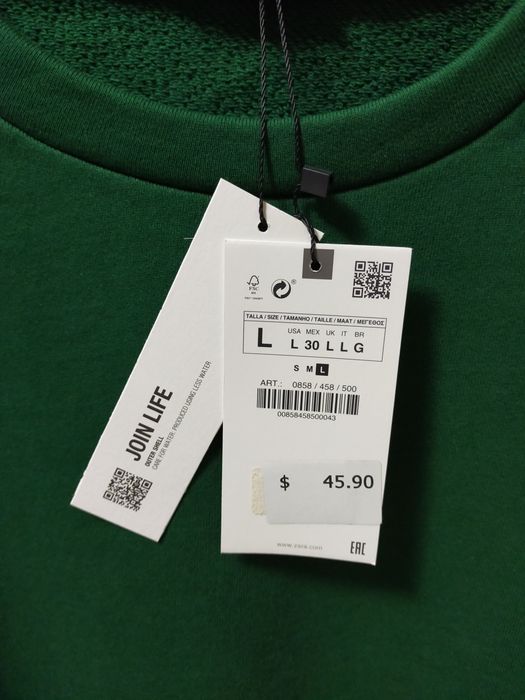 FSC
TALLA / SIZE / TAMANHO / TAILLE / MAAT / ΜΕΓΕΘΟΣ
L
USA MEX UK IT BR
L 30 L L G
S M L
ART.: 0858 / 458 / 500
00858458500043
$ 45.90
www.zara.com
EAC
JOIN LIFE
OUTER SHELL
CARE FOR WATER: PRODUCED USING LESS WATER